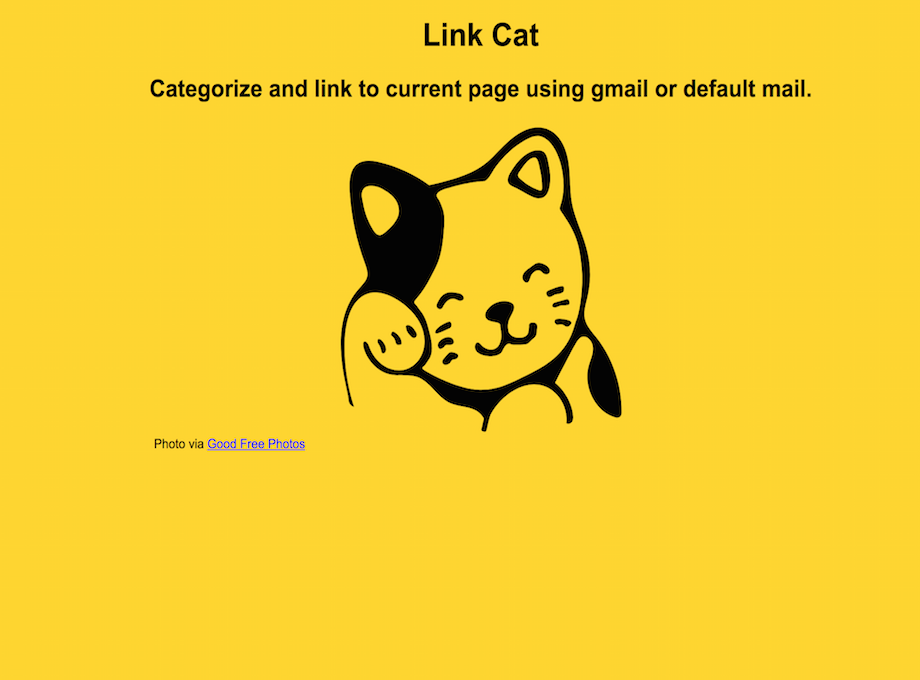 Link Cat
Categorize and link to current page using gmail or default mail.
Photo via Good Free Photos